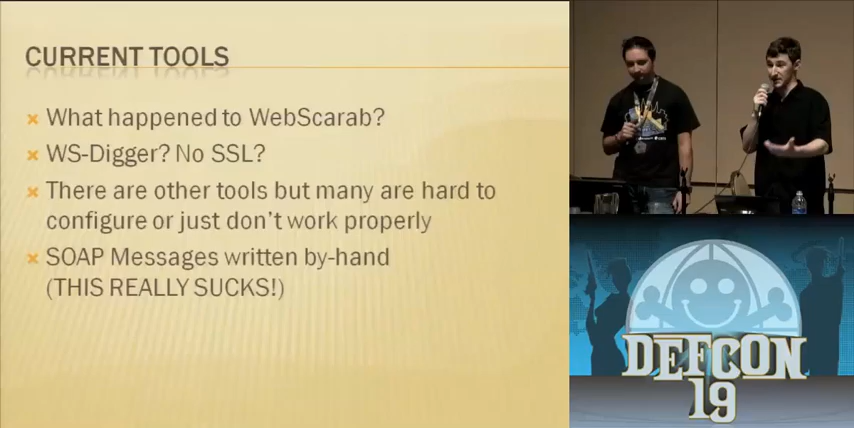 CURRENT TOOLS
What happened to WebScarab?
WS-Digger? No SSL?
There are other tools but many are hard to
configure or just don't work properly
SOAP Messages written by-hand
(THIS REALLY SUCKS!)
DEFCON
19